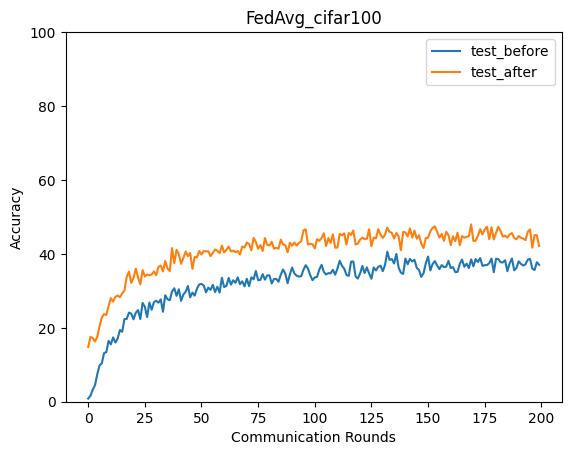 FedAvg_cifar100
100
80
60
40
20
0
Accuracy
test_before
test_after
0 25 50 75 100 125 150 175 200
Communication Rounds